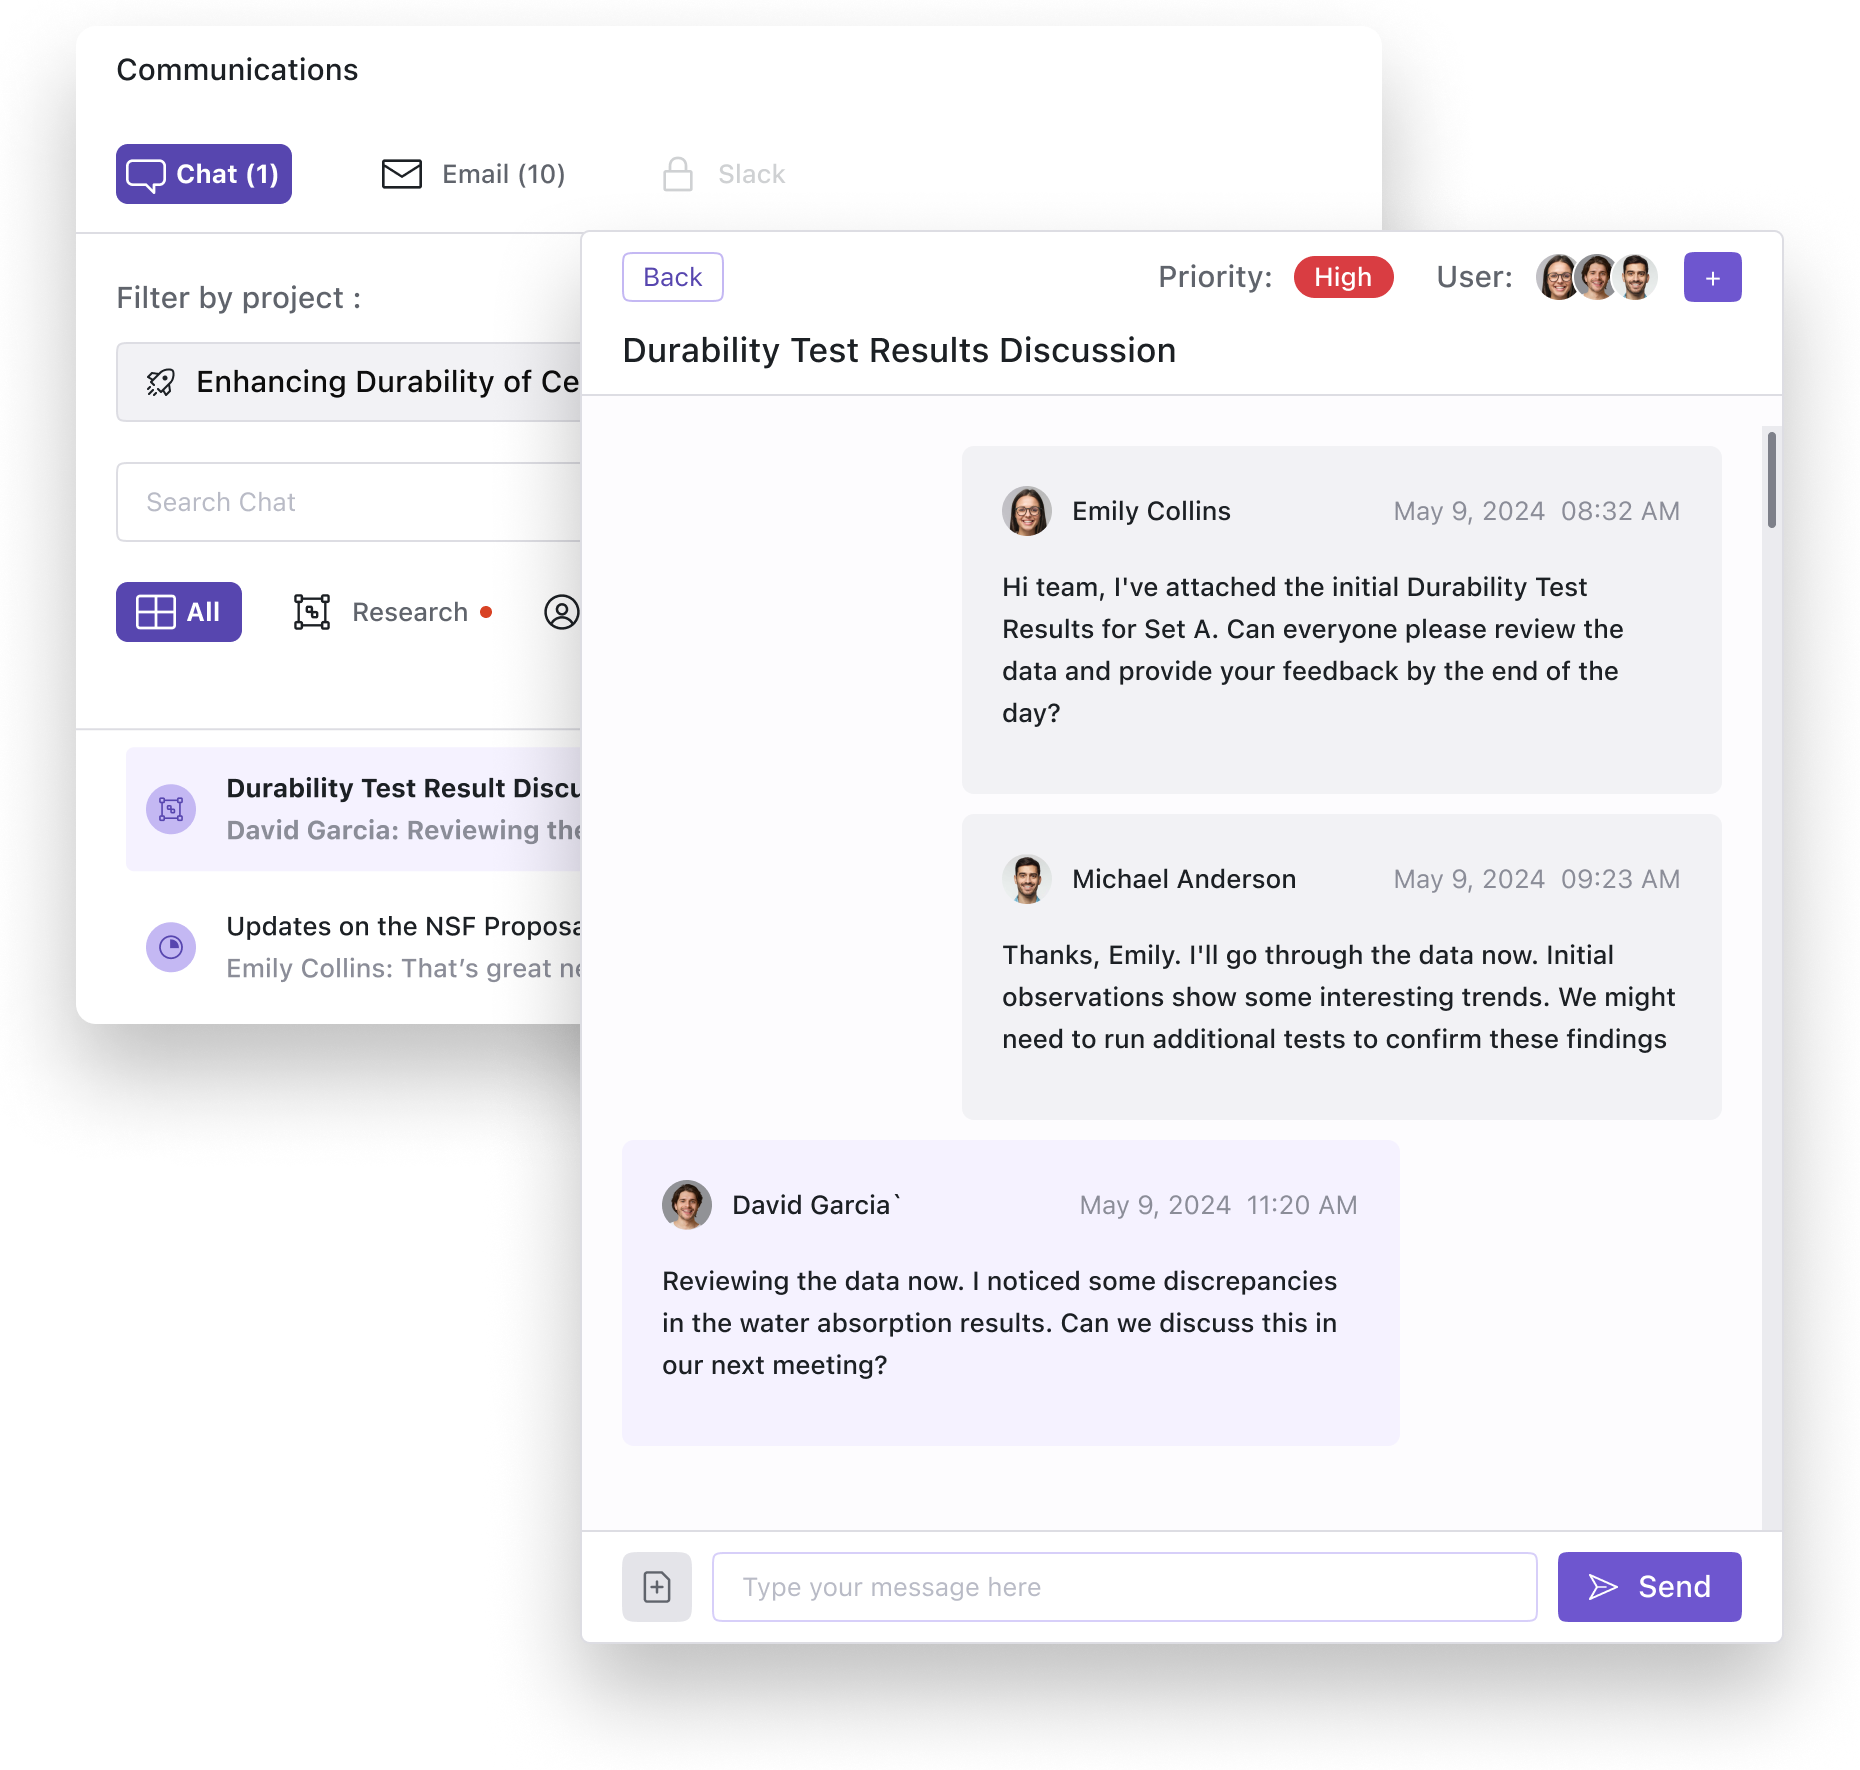 Communications
Chat (1)
Email (10)
Slack
Filter by project :
Enhancing Durability of Ce
Search Chat
All
Research
Durability Test Result Discu
David Garcia: Reviewing the
Updates on the NSF Proposa
Emily Collins: That’s great ne
Back
Priority: High User:
+
Durability Test Results Discussion
Emily Collins May 9, 2024 08:32 AM
Hi team, I've attached the initial Durability Test
Results for Set A. Can everyone please review the
data and provide your feedback by the end of the
day?
Michael Anderson May 9, 2024 09:23 AM
Thanks, Emily. I'll go through the data now. Initial
observations show some interesting trends. We might
need to run additional tests to confirm these findings
David Garcia` May 9, 2024 11:20 AM
Reviewing the data now. I noticed some discrepancies
in the water absorption results. Can we discuss this in
our next meeting?
Type your message here
Send